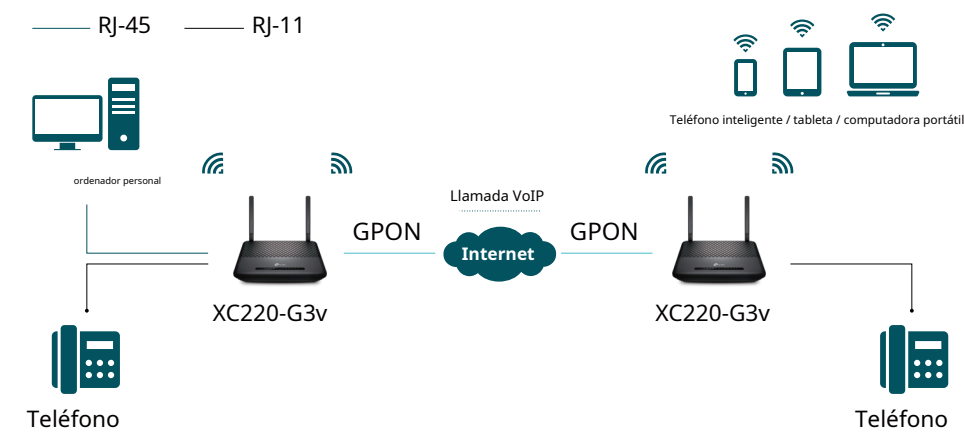 RJ-45
RJ-11
Teléfono inteligente / tableta / computadora portátil
ordenador personal
Llamada VoIP
GPON
Internet
GPON
XC220-G3v
XC220-G3v
Teléfono
Teléfono